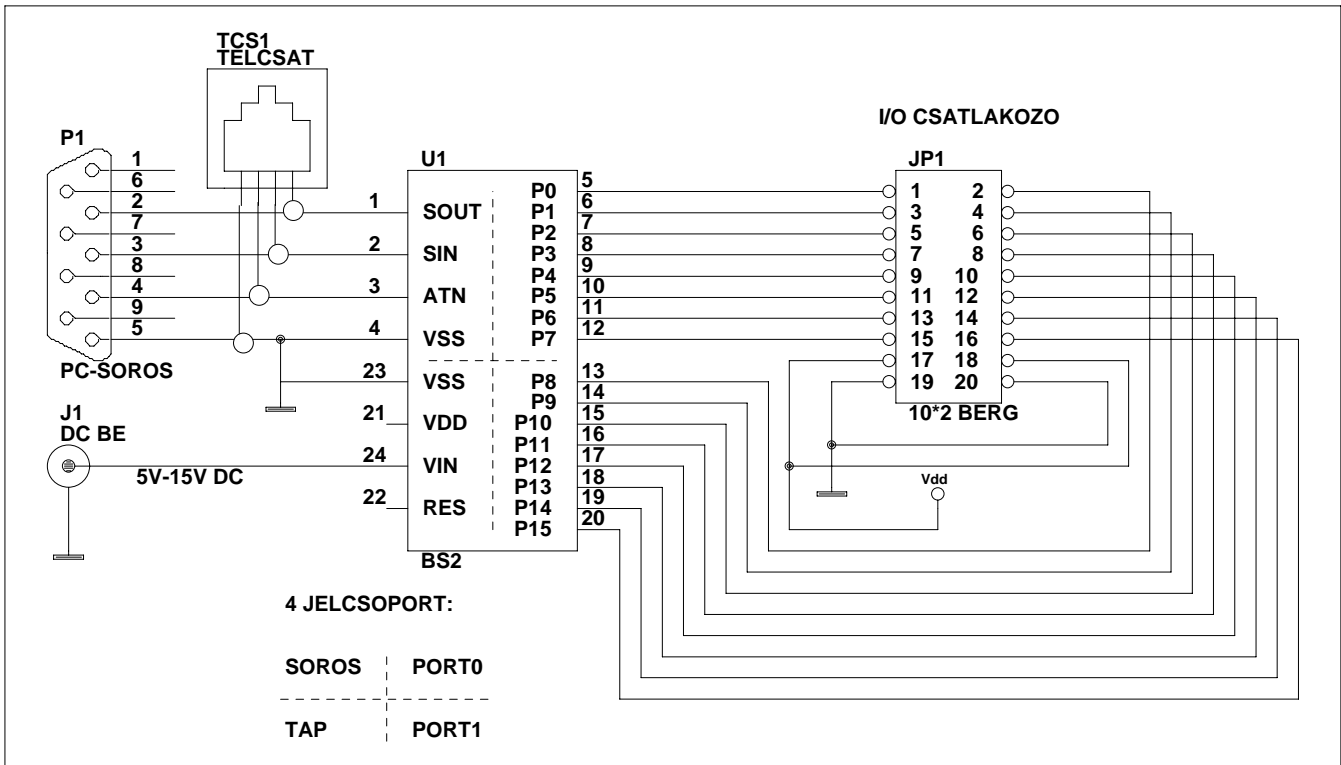 TCS1
TELCSAT
P1
1
6
2
7
3
8
4
9
5
PC-SOROS
J1
DC BE
5V-15V DC
U1
1 SOUT
2 SIN
3 ATN
4 VSS
23 VSS
21 VDD
24 VIN
22 RES
P0 5
P1 6
P2 7
P3 8
P4 9
P5 10
P6 11
P7 12
P8 13
P9 14
P10 15
P11 16
P12 17
P13 18
P14 19
P15 20
BS2
I/O CSATLAKOZO
JP1
1 2
3 4
5 6
7 8
9 10
11 12
13 14
15 16
17 18
19 20
10*2 BERG
Vdd
4 JELCSOPORT:
SOROS PORT0
TAP PORT1